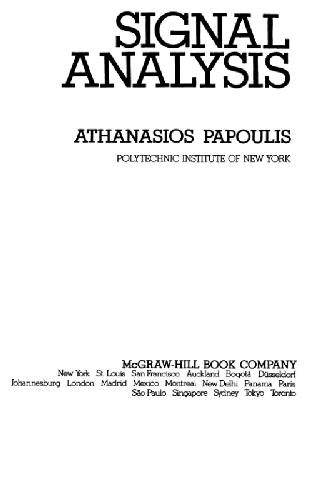 SIGNAL
ANALYSIS
ATHANASIOS PAPOULIS
POLYTECHNIC INSTITUTE OF NEW YORK
McGRAW-HILL BOOK COMPANY
New York St. Louis San Francisco Auckland Bogotá Düsseldorf
Johannesburg London Madrid Mexico Montreal New Delhi Panama Paris
São Paulo Singapore Sydney Tokyo Toronto